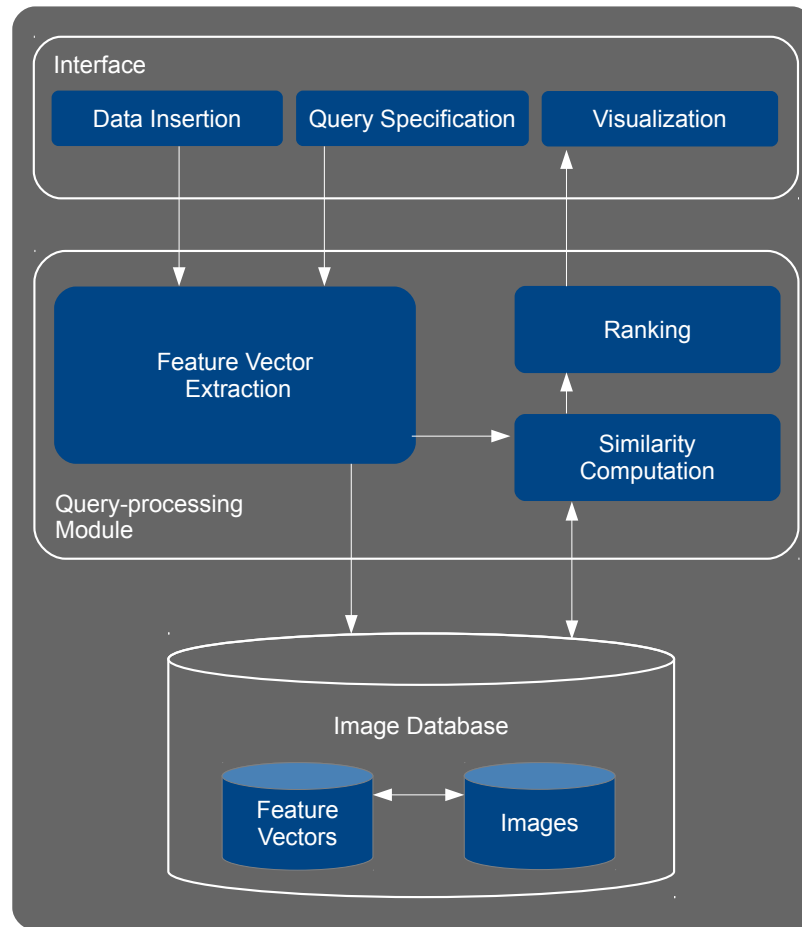 Interface
Data Insertion
Query Specification
Visualization
Feature Vector
Extraction
Ranking
Similarity
Computation
Query-processing
Module
Image Database
Feature
Vectors
Images